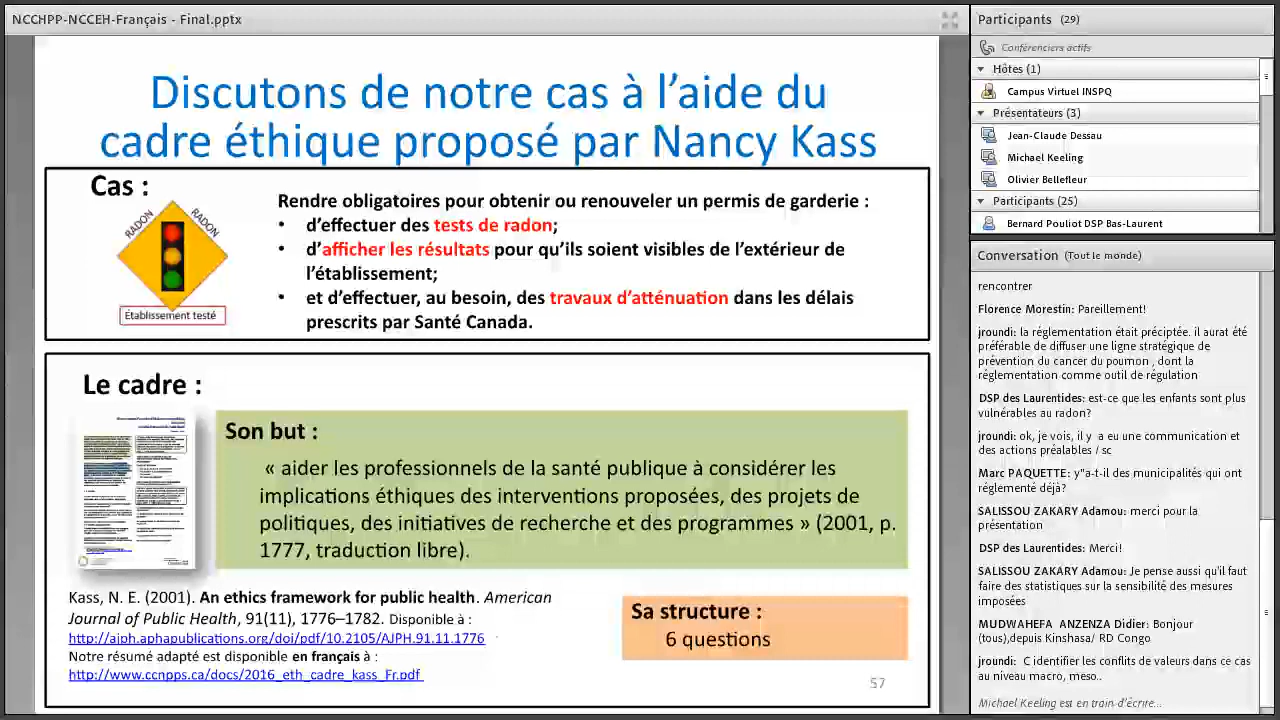 NCCHPP-NCCEH-Français - Final.pptx
Discutons de notre cas à l’aide du
cadre éthique proposé par Nancy Kass
Cas :
RADON
RADON
Établissement testé
Rendre obligatoires pour obtenir ou renouveler un permis de garderie :
• d’effectuer des tests de radon;
• d’afficher les résultats pour qu’ils soient visibles de l’extérieur de
l’établissement;
• et d’effectuer, au besoin, des travaux d’atténuation dans les délais
prescrits par Santé Canada.
Le cadre :
Son but :
« aider les professionnels de la santé publique à considérer les
implications éthiques des interventions proposées, des projets de
politiques, des initiatives de recherche et des programmes » (2001, p.
1777, traduction libre).
Kass, N. E. (2001). An ethics framework for public health. American
Journal of Public Health, 91(11), 1776–1782. Disponible à :
http://ajph.aphapublications.org/doi/pdf/10.2105/AJPH.91.11.1776
Notre résumé adapté est disponible en français à :
http://www.ccnpps.ca/docs/2016_eth_cadre_kass_Fr.pdf
Sa structure :
6 questions
57
Participants (29)
Conférenciers actifs
Hôtes (1)
Campus Virtuel INSPQ
Présentateurs (3)
Jean-Claude Dessau
Michael Keeling
Olivier Bellefleur
Participants (25)
Bernard Pouliot DSP Bas-Laurent
Conversation (Tout le monde)
rencontrer
Florence Morestin: Pareillement!
jroundi: la réglementation était préciptée. il aurat été
préférable de diffuser une ligne stratégique de
prévention du cancer du poumon , dont la
réglementation comme outil de régulation
DSP des Laurentides: est-ce que les enfants sont plus
vulnérables au radon?
jroundi: ok je vois, il y a eu une communication et
des actions préalables / sc
Marc PAQUETTE: y"a-t-il des municipalités qui ont
réglementé déjà?
SALISSOU ZAKARY Adamou: merci pour la
présentation
DSP des Laurentides: Merci!
SALISSOU ZAKARY Adamou: Je pense aussi qu'il faut
faire des statistiques sur la sensibilité des mesures
imposées
MUDWAHEFA ANZENZA Didier: Bonjour
(tous),depuis Kinshasa/ RD Congo
jroundi: C identifier les conflits de valeurs dans ce cas
au niveau macro, meso..
Michael Keeling est en train d'écrire...